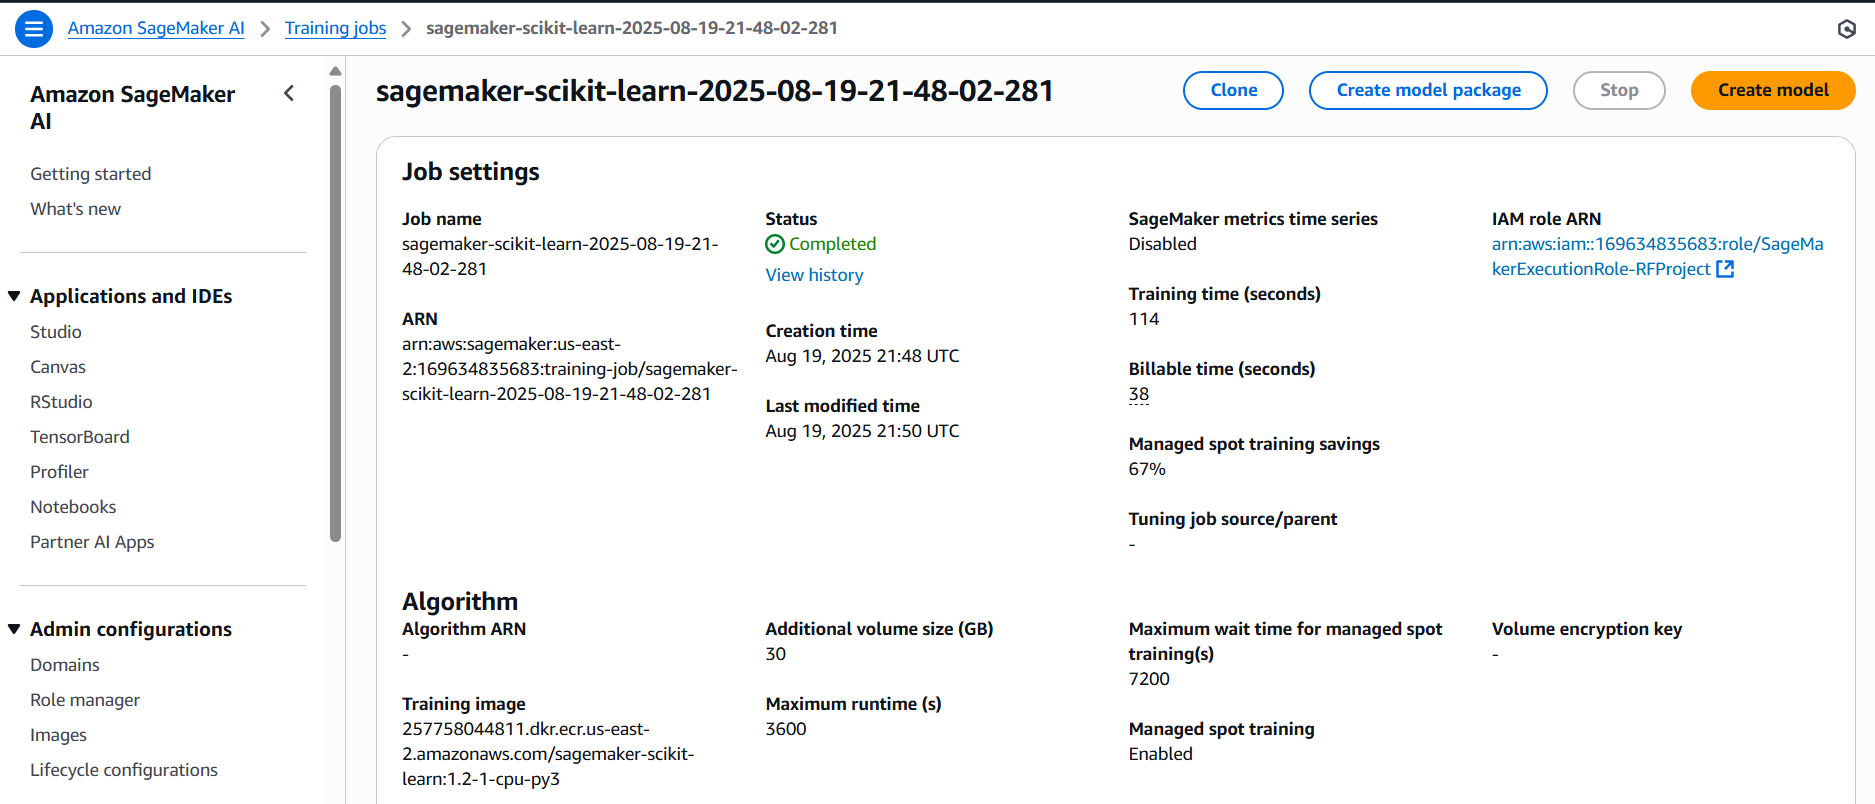 Amazon SageMaker AI > Training jobs > sagemaker-scikit-learn-2025-08-19-21-48-02-281
Amazon SageMaker
AI
Getting started
What's new
Applications and IDEs
Studio
Canvas
RStudio
TensorBoard
Profiler
Notebooks
Partner AI Apps
Admin configurations
Domains
Role manager
Images
Lifecycle configurations
sagemaker-scikit-learn-2025-08-19-21-48-02-281
Clone
Create model package
Stop
Create model
Job settings
Job name
sagemaker-scikit-learn-2025-08-19-21-
48-02-281
ARN
arn:aws:sagemaker:us-east-
2:169634835683:training-job/sagemaker-
scikit-learn-2025-08-19-21-48-02-281
Status
Completed
View history
Creation time
Aug 19, 2025 21:48 UTC
Last modified time
Aug 19, 2025 21:50 UTC
SageMaker metrics time series
Disabled
Training time (seconds)
114
Billable time (seconds)
38
Managed spot training savings
67%
Tuning job source/parent
-
IAM role ARN
arn:aws:iam::169634835683:role/SageMa
kerExecutionRole-RFProject
Algorithm
Algorithm ARN
-
Training image
257758044811.dkr.ecr.us-east-
2.amazonaws.com/sagemaker-scikit-
learn:1.2-1-cpu-py3
Additional volume size (GB)
30
Maximum runtime (s)
3600
Maximum wait time for managed spot
training(s)
7200
Managed spot training
Enabled
Volume encryption key
-